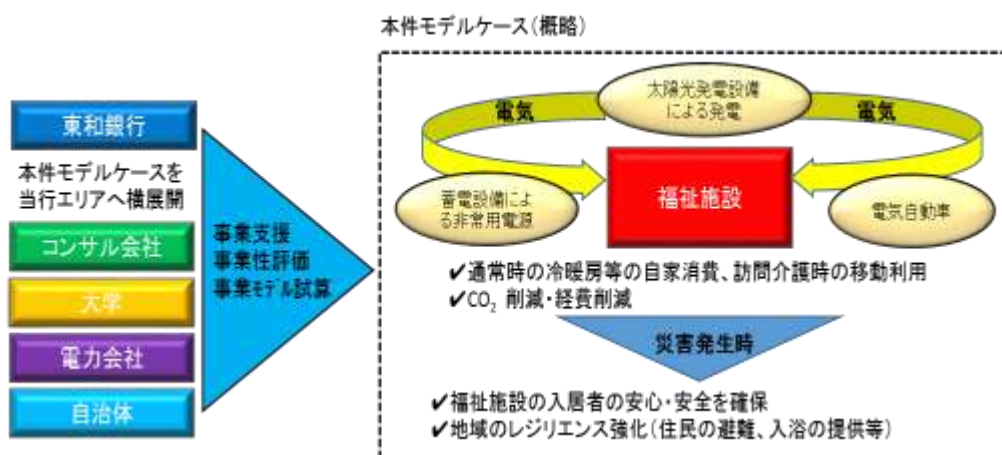 本件モデルケース(概略)
東和銀行
本件モデルケースを
当行エリアへ横展開
コンサル会社
大学
電力会社
自治体
事業支援
事業性評価
事業モデル試算
太陽光発電設備
による発電
電気
電気
福祉施設
蓄電設備によ
る非常用電源
電気自動車
✔通常時の冷暖房等の自家消費、訪問介護時の移動利用
✔CO₂ 削減・経費削減
災害発生時
✔福祉施設の入居者の安心・安全を確保
✔地域のレジリエンス強化(住民の避難、入浴の提供等)